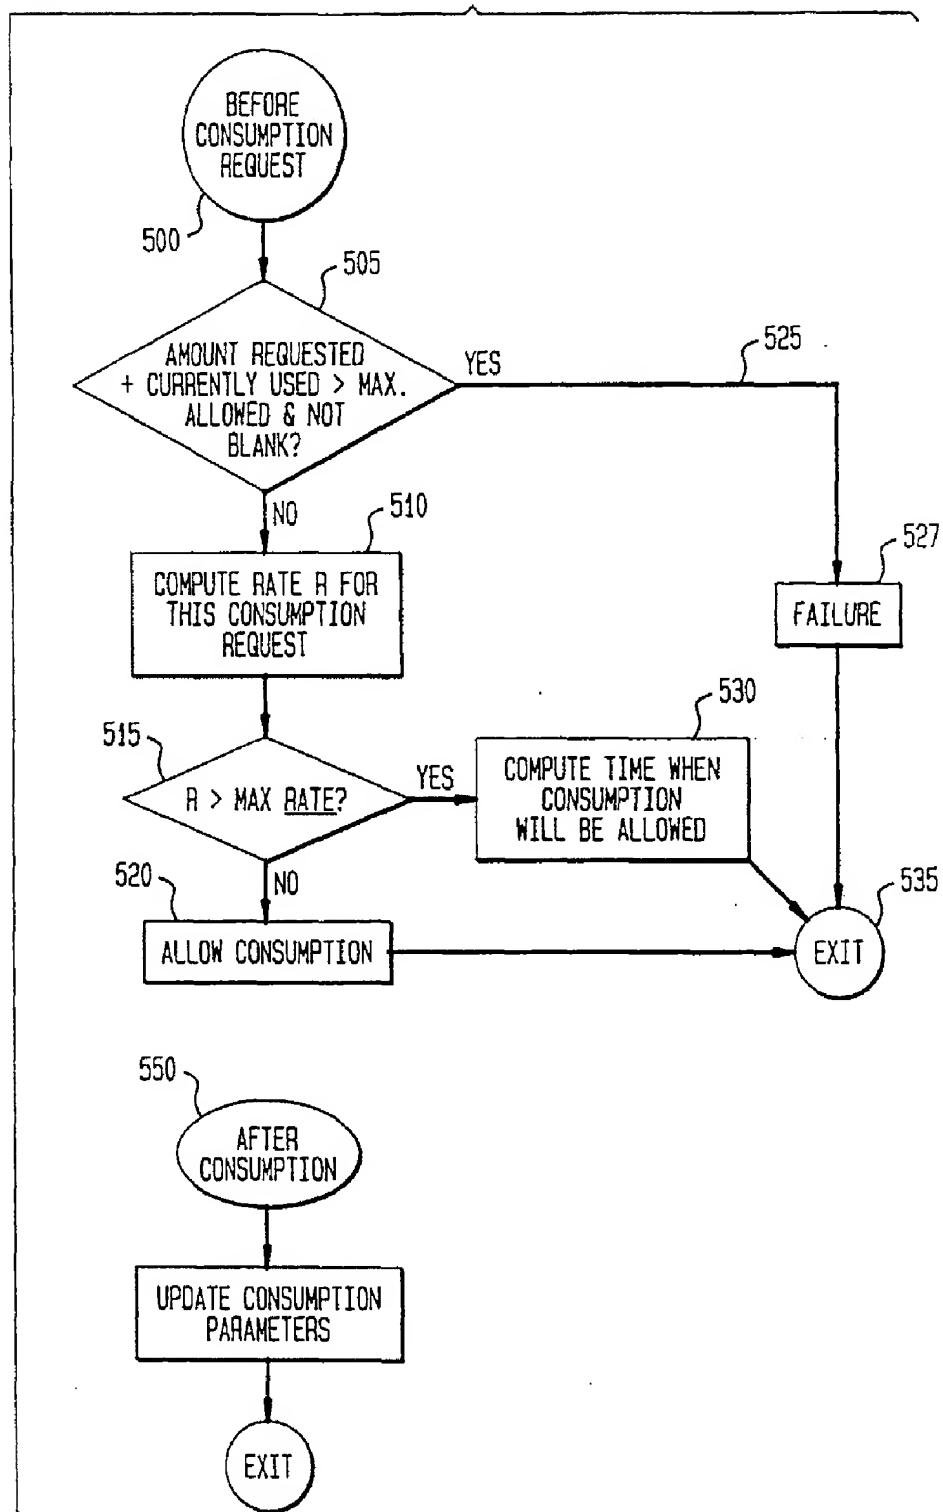 BEFORE
CONSUMPTION
REQUEST
500
505
AMOUNT REQUESTED
+ CURRENTLY USED > MAX.
ALLOWED & NOT
BLANK?
YES
525
NO
510
COMPUTE RATE R FOR
THIS CONSUMPTION
REQUEST
527
FAILURE
515
R > MAX RATE?
YES
530
COMPUTE TIME WHEN
CONSUMPTION
WILL BE ALLOWED
NO
520
ALLOW CONSUMPTION
535
EXIT
550
AFTER
CONSUMPTION
UPDATE CONSUMPTION
PARAMETERS
EXIT